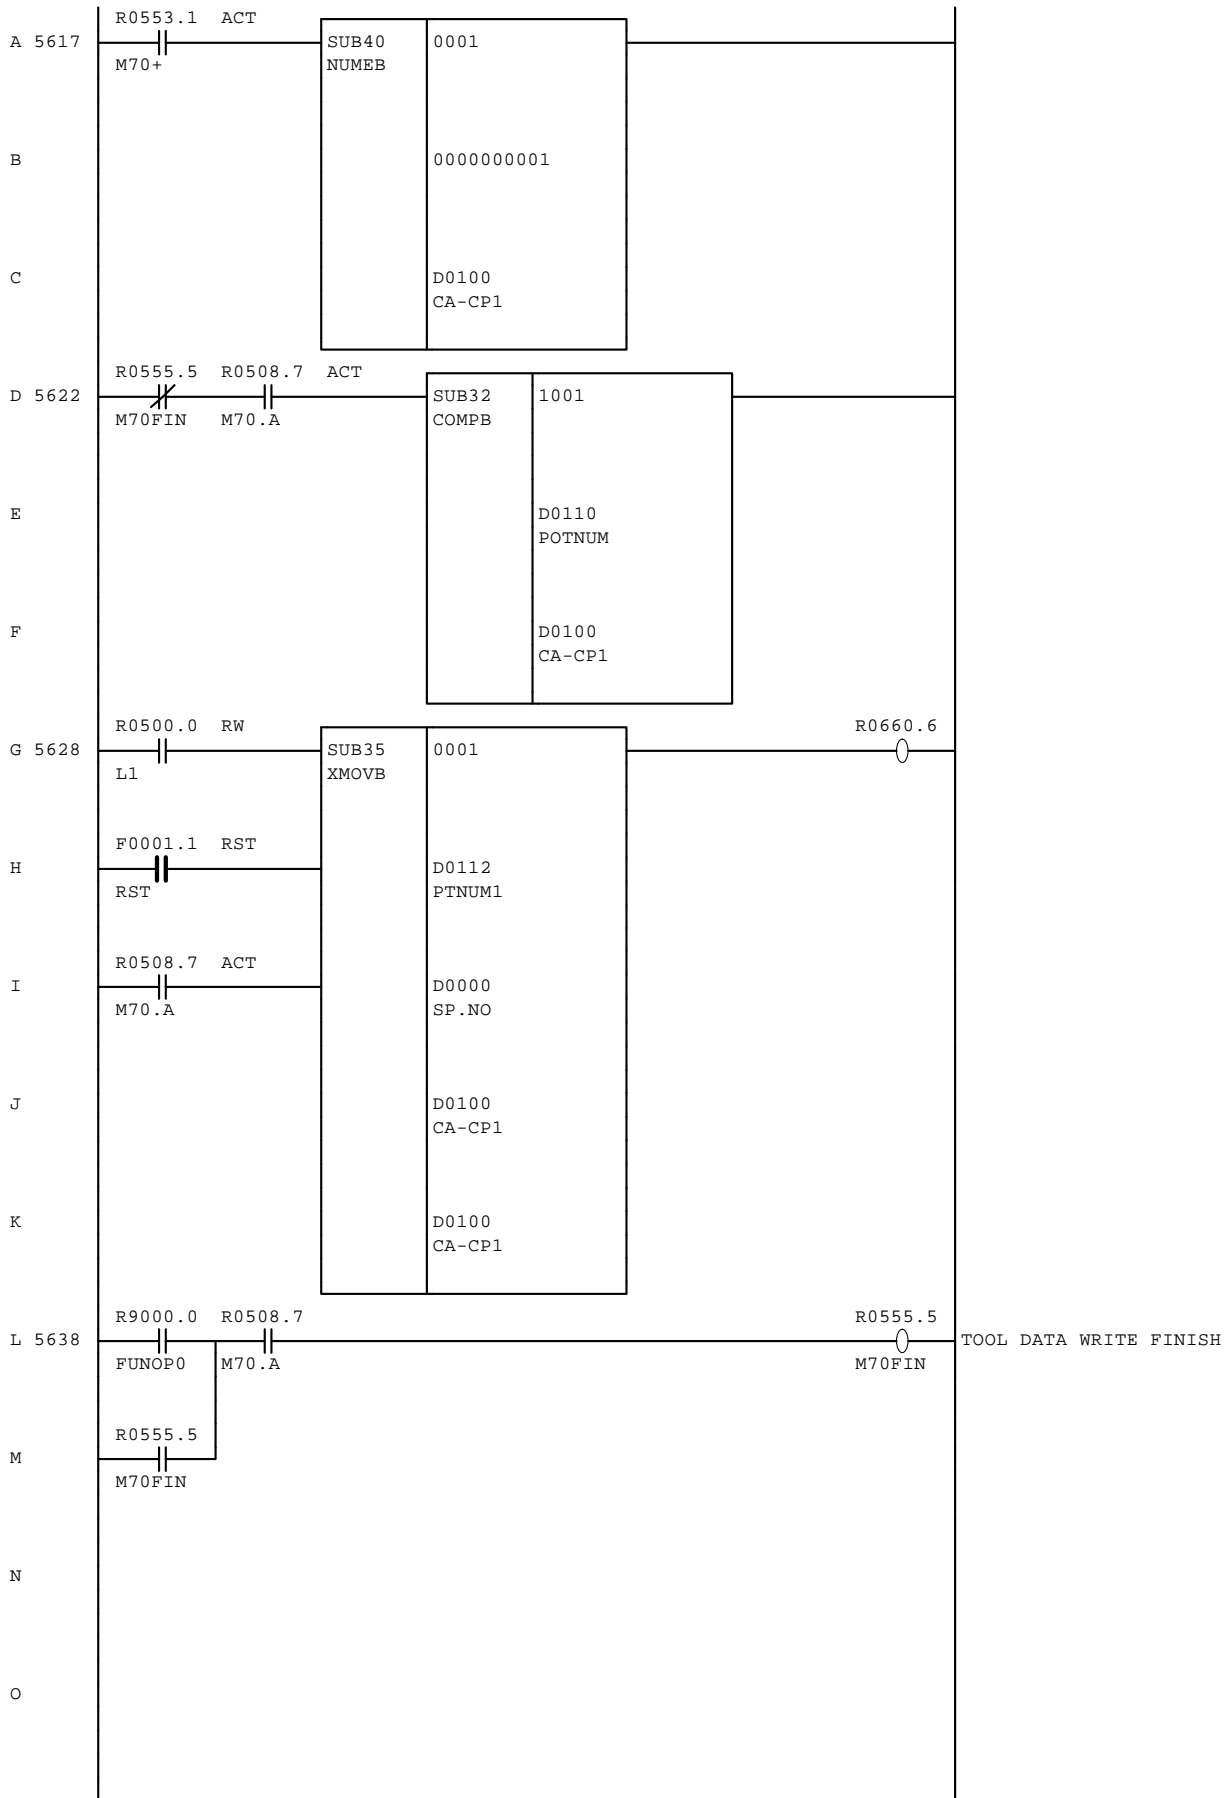 R0553.1 ACT
A 5617 SUB40 0001
M70+ NUMEB
B 0000000001
C D0100
CA-CP1
R0555.5 R0508.7 ACT
D 5622 SUB32 1001
M70FIN M70.A COMPB
E D0110
POTNUM
F D0100
CA-CP1
R0500.0 RW R0660.6
G 5628 SUB35 0001
L1 XMOVB
F0001.1 RST
H D0112
RST PTNUM1
R0508.7 ACT
I D0000
M70.A SP.NO
J D0100
CA-CP1
K D0100
CA-CP1
R9000.0 R0508.7 R0555.5
L 5638 TOOL DATA WRITE FINISH
FUNOP0 M70.A M70FIN
R0555.5
M
M70FIN
N
O